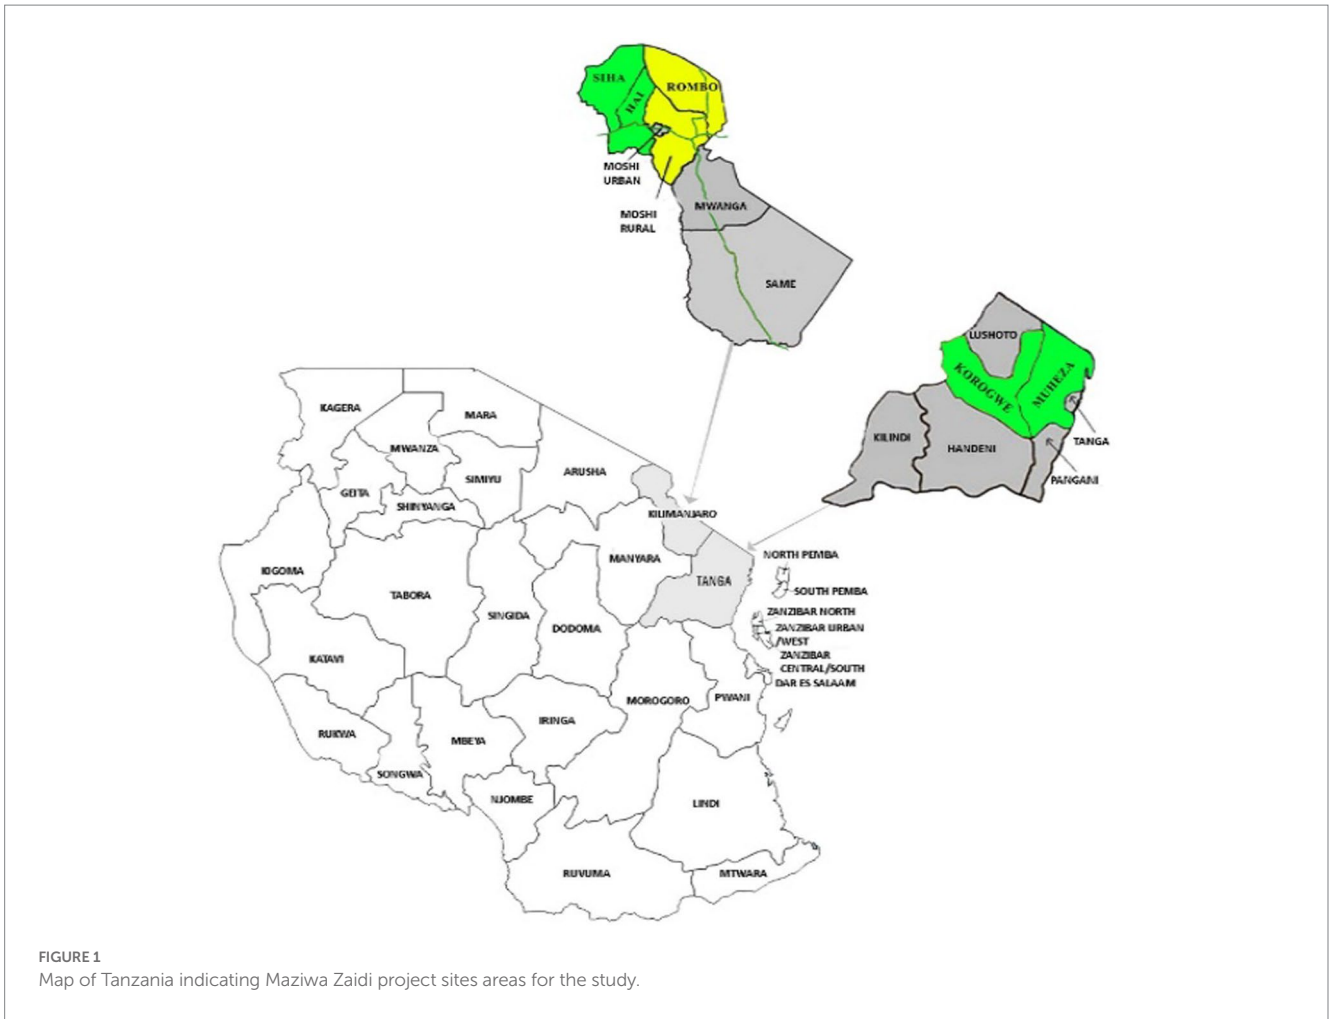 SIHA
HAI
ROMBO
MOSHI
URBAN
MOSHI
RURAL
MWANGA
SAME
LUSHOTO
KOROGWE
MUHEZA
KILINDI
HANDENI
TANGA
PANGANI
KAGERA
MARA
MWANZA
SIMIYU
ARUSHA
GEITA
SHINYANGA
KILIMANJARO
KIGOMA
TABORA
MANYARA
TANGA
SINGIDA
DODOMA
NORTH PEMBA
SOUTH PEMBA
ZANZIBAR NORTH
ZANZIBAR URBAN
/WEST
ZANZIBAR
CENTRAL/SOUTH
DAR ES SALAAM
KATAVI
MOROGORO
PWANI
RUKWA
MBEYA
IRINGA
SONGWA
NJOMBE
LINDI
RUVUMA
MTWARA
FIGURE 1
Map of Tanzania indicating Maziwa Zaidi project sites areas for the study.